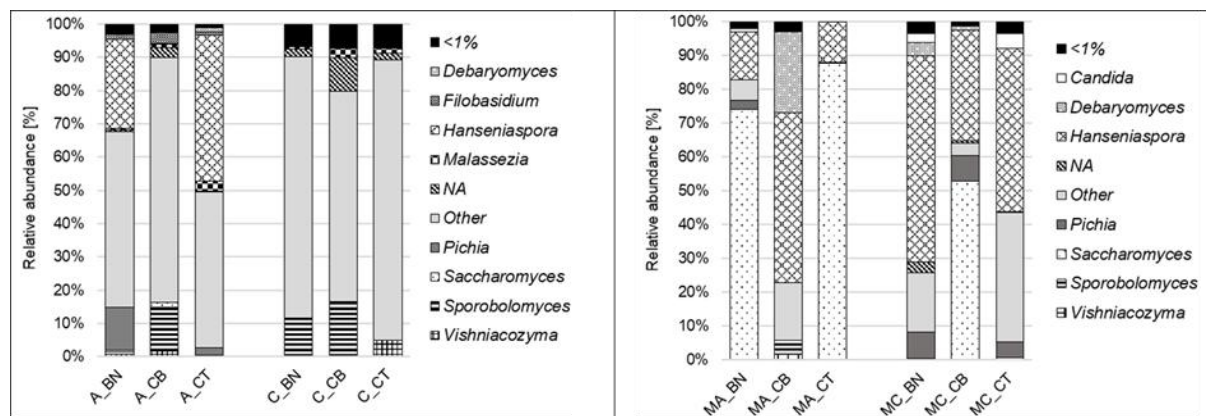 Relative abundance [%]
100%
90%
80%
70%
60%
50%
40%
30%
20%
10%
0%
A_BN
A_CB
A_CT
C_BN
C_CB
C_CT
<1%
Debaryomyces
Filobasidium
Hanseniaspora
Malassezia
NA
Other
Pichia
Saccharomyces
Sporobolomyces
Vishniacozyma
Relative abundance [%]
100%
90%
80%
70%
60%
50%
40%
30%
20%
10%
0%
MA_BN
MA_CB
MA_CT
MC_BN
MC_CB
MC_CT
<1%
Candida
Debaryomyces
Hanseniaspora
NA
Other
Pichia
Saccharomyces
Sporobolomyces
Vishniacozyma